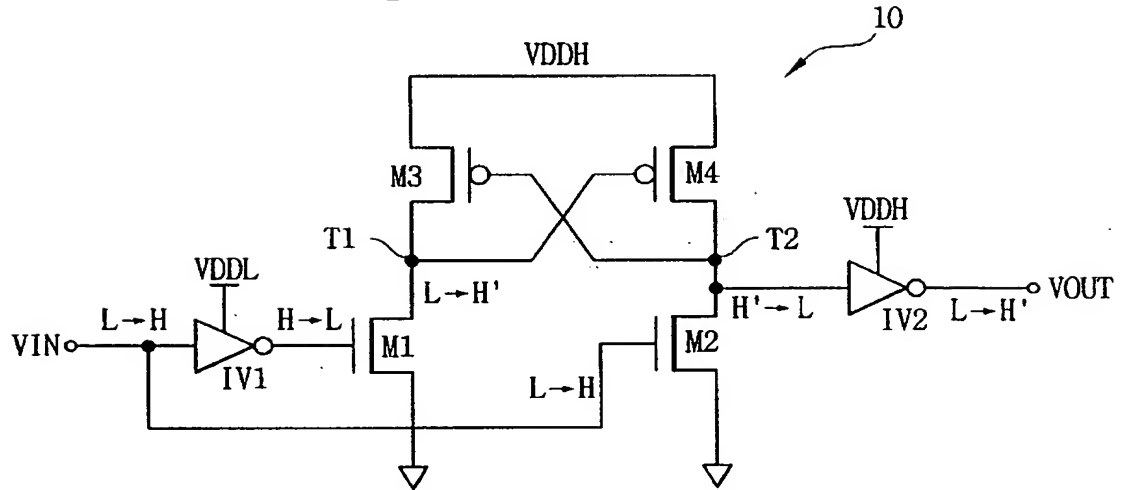 10
VDDH
M3
M4
VDDH
T1
T2
VDDL
L→H'
L→H
H→L
H'→L
L→H'
VOUT
VIN
M1
M2
IV2
IV1
L→H